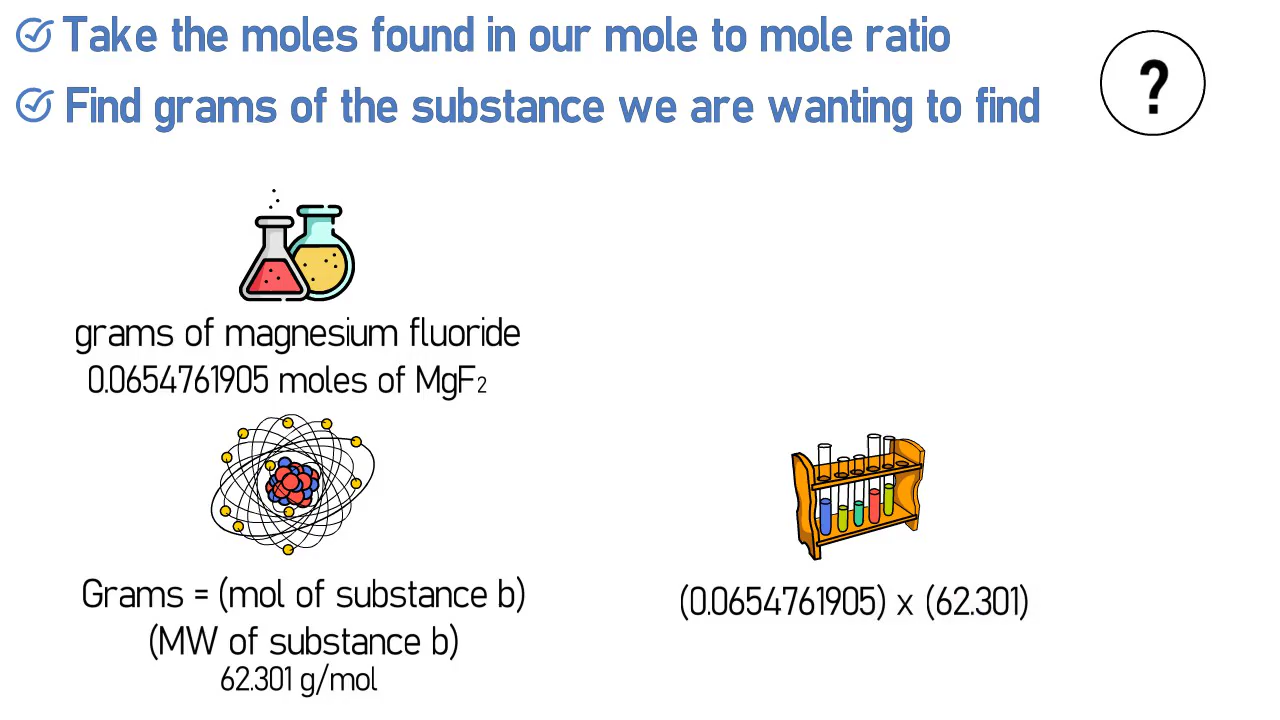 Take the moles found in our mole to mole ratio
Find grams of the substance we are wanting to find
?
grams of magnesium fluoride
0.0654761905 moles of MgF₂
Grams = (mol of substance b)
(MW of substance b)
62.301 g/mol
(0.0654761905) x (62.301)